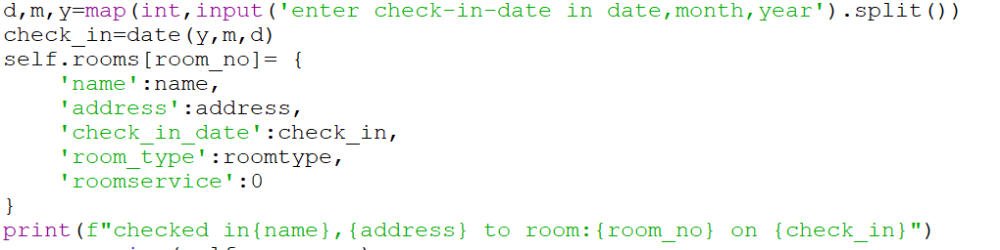 d,m,y=map(int,input('enter check-in-date in date,month,year').split())
check_in=date(y,m,d)
self.rooms[room_no]= {
    'name':name,
    'address':address,
    'check_in_date':check_in,
    'room_type':roomtype,
    'roomservice':0
}
print(f"checked in{name},{address} to room:{room_no} on {check_in}")